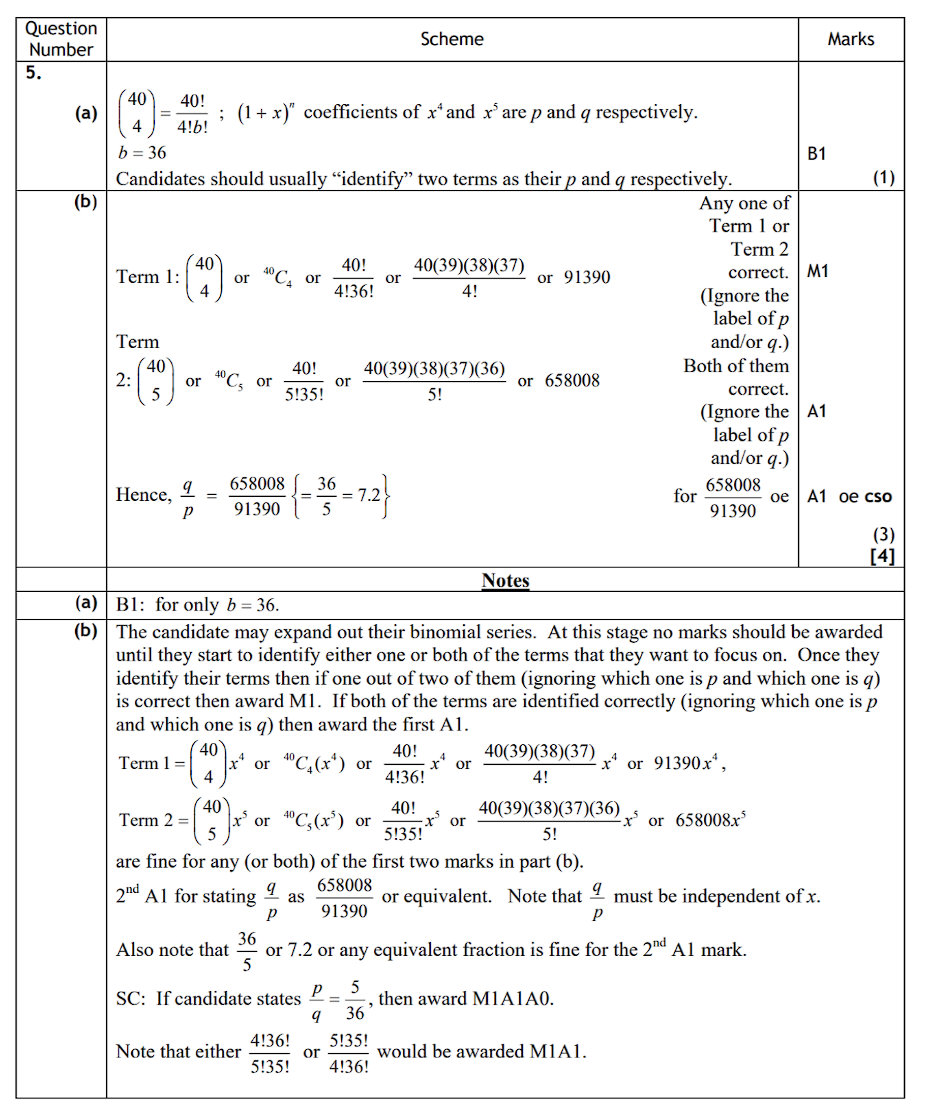 Question Number Scheme Marks
5.
(a) \binom{40}{4} = \frac{40!}{4!b!} ; (1 + x)^n coefficients of x^4 and x^5 are p and q respectively.
b = 36 B1
Candidates should usually “identify” two terms as their p and q respectively. (1)
(b) Any one of
Term 1 or
Term 2
Term 1: \binom{40}{4} or ^{40}C_4 or \frac{40!}{4!36!} or \frac{40(39)(38)(37)}{4!} or 91390 correct. M1
(Ignore the
label of p
Term and/or q.)
2: \binom{40}{5} or ^{40}C_5 or \frac{40!}{5!35!} or \frac{40(39)(38)(37)(36)}{5!} or 658008 Both of them
correct.
(Ignore the A1
label of p
and/or q.)
Hence, \frac{q}{p} = \frac{658008}{91390} \left\{= \frac{36}{5} = 7.2\right\} for \frac{658008}{91390} oe A1 oe cso
(3)
[4]
Notes
(a) B1: for only b = 36.
(b) The candidate may expand out their binomial series. At this stage no marks should be awarded
until they start to identify either one or both of the terms that they want to focus on. Once they
identify their terms then if one out of two of them (ignoring which one is p and which one is q)
is correct then award M1. If both of the terms are identified correctly (ignoring which one is p
and which one is q) then award the first A1.
Term 1 = \binom{40}{4}x^4 or ^{40}C_4(x^4) or \frac{40!}{4!36!}x^4 or \frac{40(39)(38)(37)}{4!}x^4 or 91390x^4 ,
Term 2 = \binom{40}{5}x^5 or ^{40}C_5(x^5) or \frac{40!}{5!35!}x^5 or \frac{40(39)(38)(37)(36)}{5!}x^5 or 658008x^5
are fine for any (or both) of the first two marks in part (b).
2^{nd} A1 for stating \frac{q}{p} as \frac{658008}{91390} or equivalent. Note that \frac{q}{p} must be independent of x.
Also note that \frac{36}{5} or 7.2 or any equivalent fraction is fine for the 2^{nd} A1 mark.
SC: If candidate states \frac{p}{q} = \frac{5}{36}, then award M1A1A0.
Note that either \frac{4!36!}{5!35!} or \frac{5!35!}{4!36!} would be awarded M1A1.